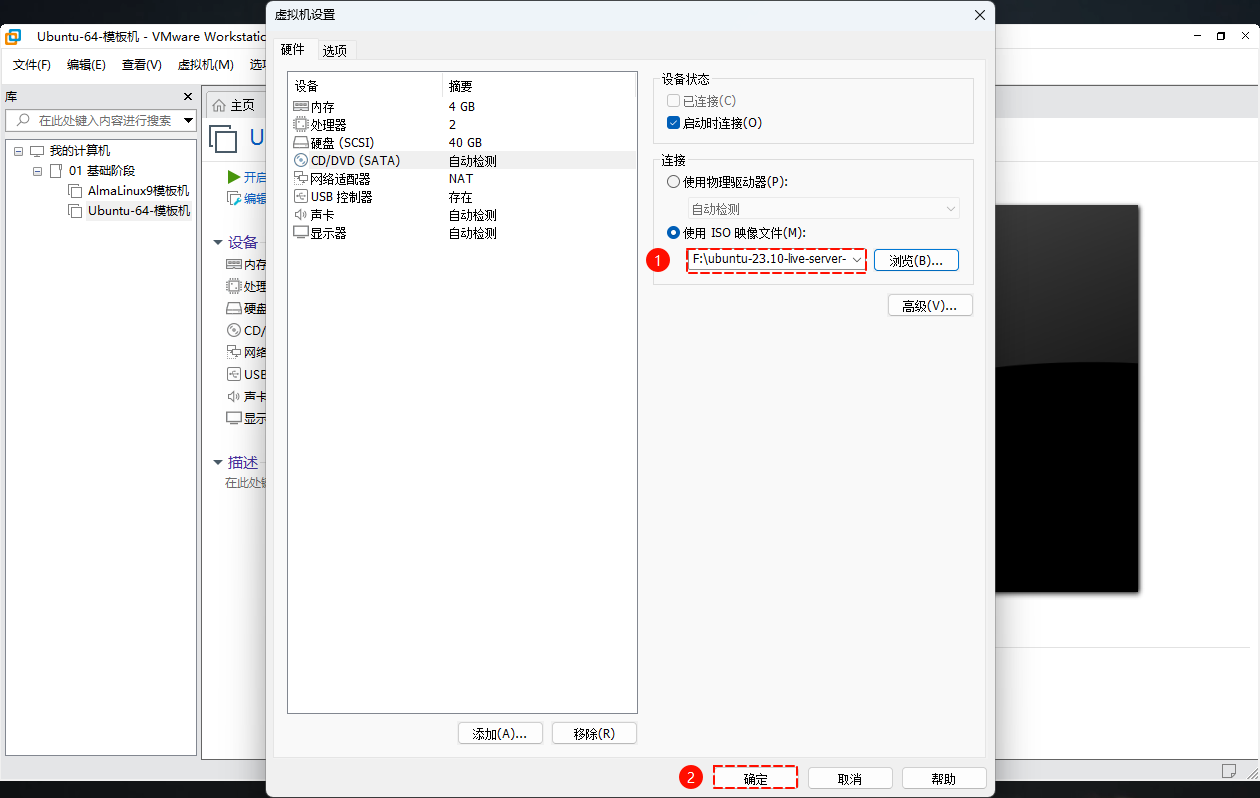 虚拟机设置
Ubuntu-64-模板机 - VMware Workstatio
文件(F) 编辑(E) 查看(V) 虚拟机(M) 选项
库
在此处键入内容进行搜索
我的计算机
01 基础阶段
AlmaLinux9模板机
Ubuntu-64-模板机
主页
U
开启
编辑
设备
内存
处理
硬盘
CD/
网络
USB
声卡
显示
描述
在此处键
硬件 选项
设备 摘要
内存 4 GB
处理器 2
硬盘 (SCSI) 40 GB
CD/DVD (SATA) 自动检测
网络适配器 NAT
USB 控制器 存在
声卡 自动检测
显示器 自动检测
添加(A)... 移除(R)
设备状态
已连接(C)
启动时连接(O)
连接
使用物理驱动器(P):
自动检测
使用 ISO 映像文件(M):
1 F:\ubuntu-23.10-live-server- 浏览(B)...
高级(V)...
2 确定 取消 帮助